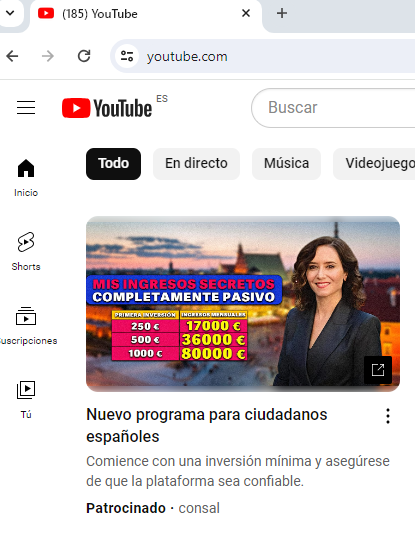 (185) YouTube
youtube.com
YouTube ES
Buscar
Todo
En directo
Música
Videojuego
Inicio
Shorts
uscripciones
Tú
MIS INGRESOS SECRETOS
COMPLETAMENTE PASIVO
PRIMERA INVERSIÓN INGRESOS MENSUALES
250 € 17000 €
500 € 36000 €
1000 € 80000 €
Nuevo programa para ciudadanos
españoles
Comience con una inversión mínima y asegúrese
de que la plataforma sea confiable.
Patrocinado · consal